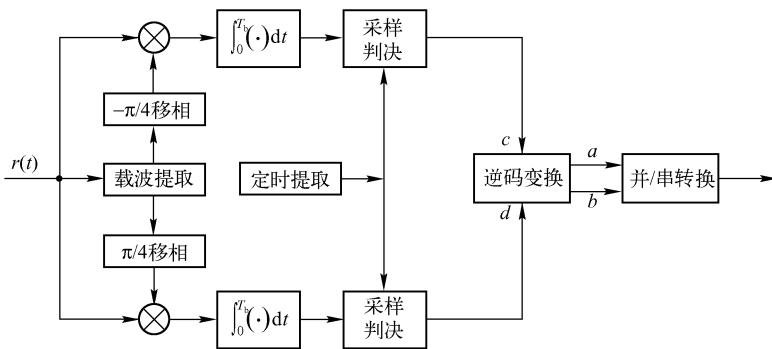 ∫₀^{T_b}(·)dt
采样
判决
−π/4移相
c
a
r(t)
载波提取
定时提取
逆码变换
并/串转换
d
b
π/4移相
∫₀^{T_b}(·)dt
采样
判决